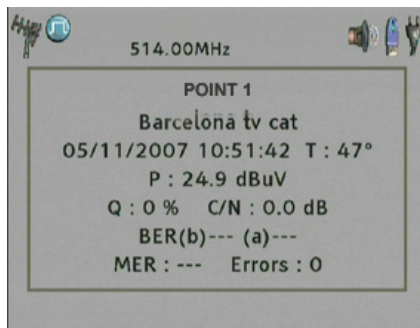 514.00MHz
POINT 1
Barcelona tv cat
05/11/2007 10:51:42 T : 47°
P : 24.9 dBuV
Q : 0 % C/N : 0.0 dB
BER(b)--- (a)---
MER : --- Errors : 0